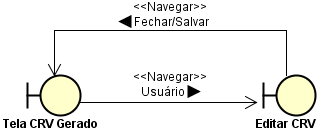 <<Navegar>>
Fechar/Salvar
<<Navegar>>
Usuário
Tela CRV Gerado
Editar CRV